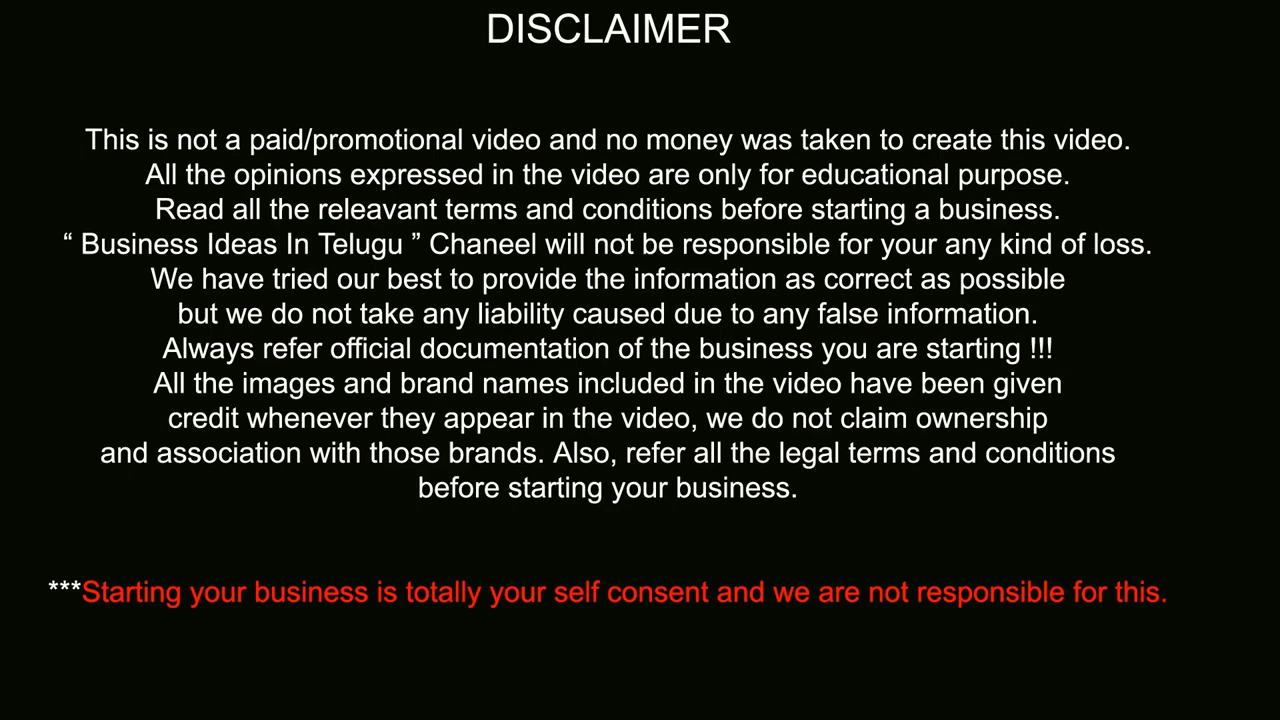 DISCLAIMER
This is not a paid/promotional video and no money was taken to create this video.
All the opinions expressed in the video are only for educational purpose.
Read all the releavant terms and conditions before starting a business.
“ Business Ideas In Telugu ” Chaneel will not be responsible for your any kind of loss.
We have tried our best to provide the information as correct as possible
but we do not take any liability caused due to any false information.
Always refer official documentation of the business you are starting !!!
All the images and brand names included in the video have been given
credit whenever they appear in the video, we do not claim ownership
and association with those brands. Also, refer all the legal terms and conditions
before starting your business.
***Starting your business is totally your self consent and we are not responsible for this.